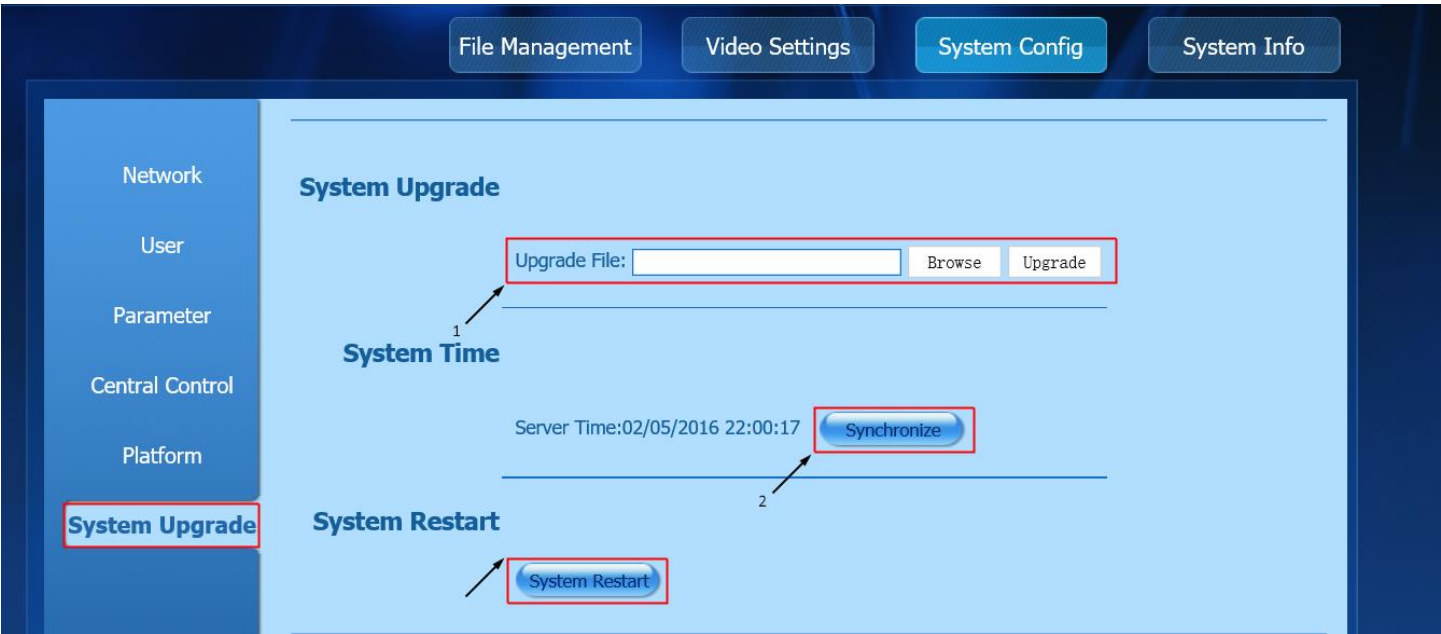 File Management Video Settings System Config System Info
Network
System Upgrade
User
Upgrade File: Browse Upgrade
Parameter
1
System Time
Central Control
Server Time:02/05/2016 22:00:17 Synchronize
Platform
2
System Upgrade
System Restart
System Restart